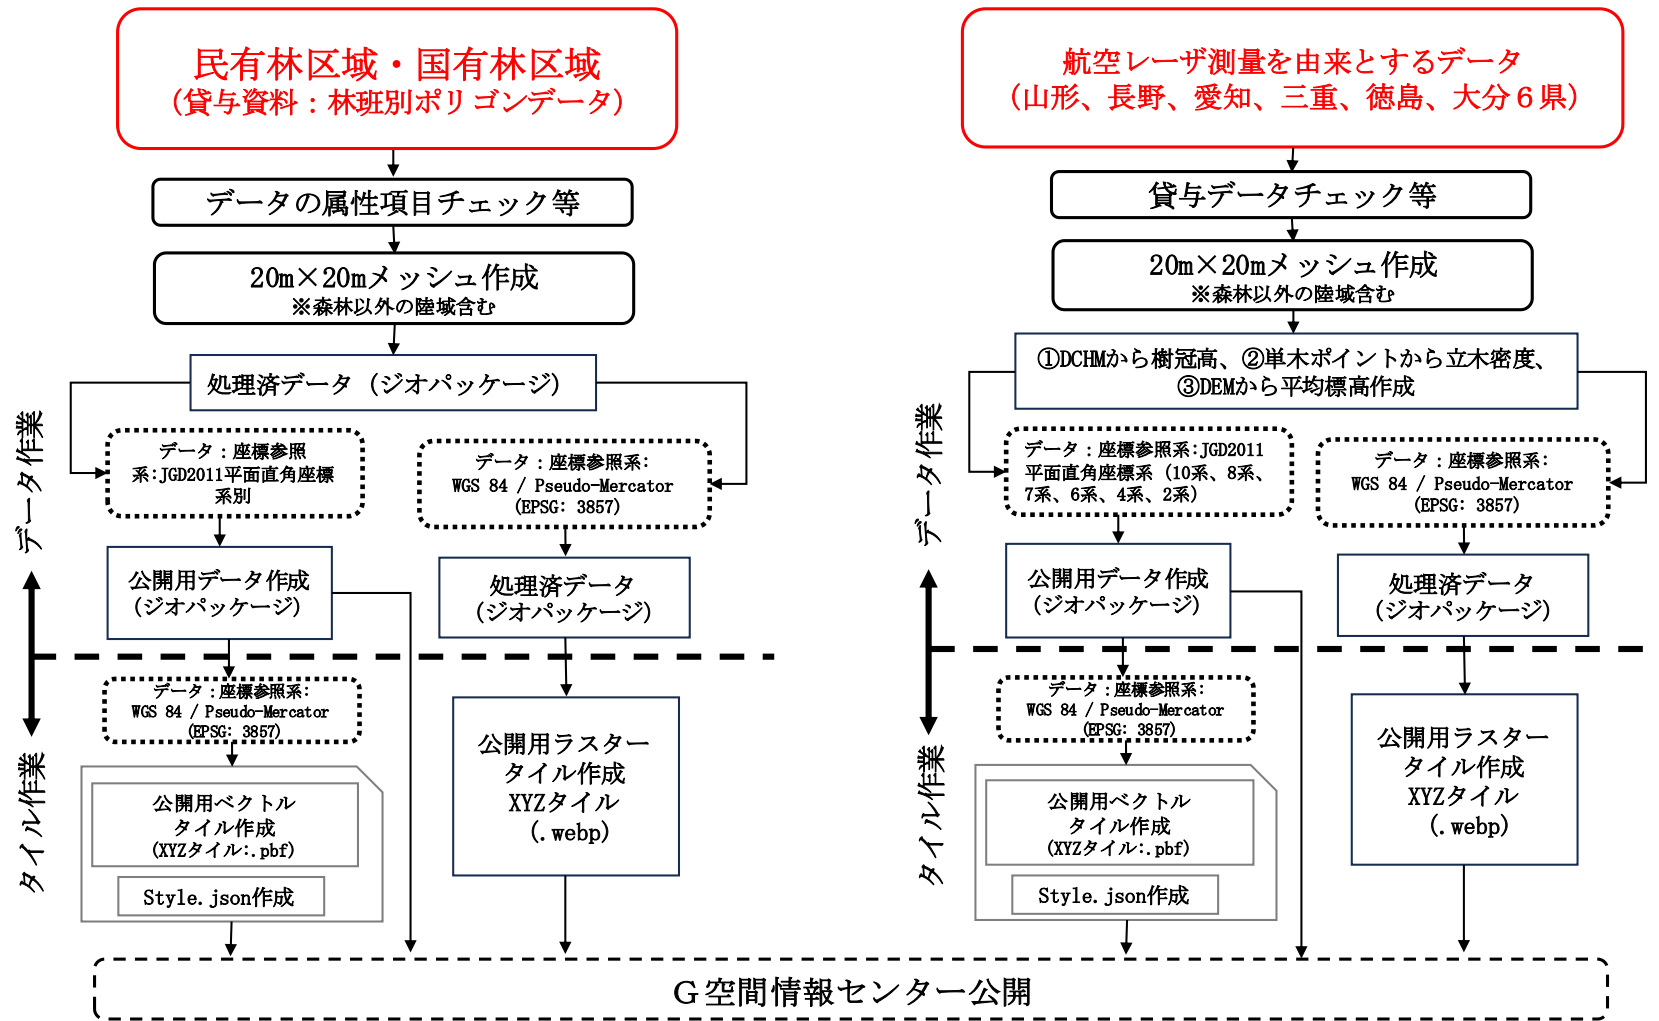 民有林区域・国有林区域
（貸与資料：林班別ポリゴンデータ）
データの属性項目チェック等
20m×20mメッシュ作成
※森林以外の陸域含む
処理済データ（ジオパッケージ）
データ：座標参照
系:JGD2011平面直角座標
系別
データ：座標参照系:
WGS 84 / Pseudo-Mercator
(EPSG: 3857)
公開用データ作成
（ジオパッケージ）
処理済データ
（ジオパッケージ）
データ作業
タイル作業
データ：座標参照系:
WGS 84 / Pseudo-Mercator
(EPSG: 3857)
公開用ベクトル
タイル作成
(XYZタイル:.pbf)
Style.json作成
公開用ラスター
タイル作成
XYZタイル
（.webp）
航空レーザ測量を由来とするデータ
（山形、長野、愛知、三重、徳島、大分６県）
貸与データチェック等
20m×20mメッシュ作成
※森林以外の陸域含む
①DCHMから樹冠高、②単木ポイントから立木密度、
③DEMから平均標高作成
データ：座標参照系:JGD2011
平面直角座標系（10系、8系、
7系、6系、4系、2系）
データ：座標参照系:
WGS 84 / Pseudo-Mercator
(EPSG: 3857)
公開用データ作成
（ジオパッケージ）
処理済データ
（ジオパッケージ）
データ作業
タイル作業
データ：座標参照系:
WGS 84 / Pseudo-Mercator
(EPSG: 3857)
公開用ベクトル
タイル作成
(XYZタイル:.pbf)
Style.json作成
公開用ラスター
タイル作成
XYZタイル
（.webp）
Ｇ空間情報センター公開